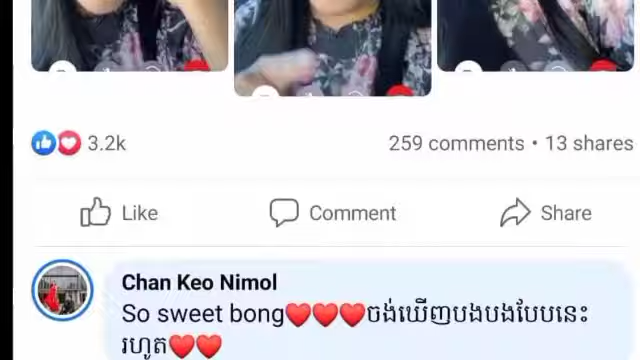 3.2k 259 comments • 13 shares
Like Comment Share
Chan Keo Nimol
So sweet bong❤️❤️❤️ចង់ឃើញបងបងបែបនេះ
រហូត❤️❤️